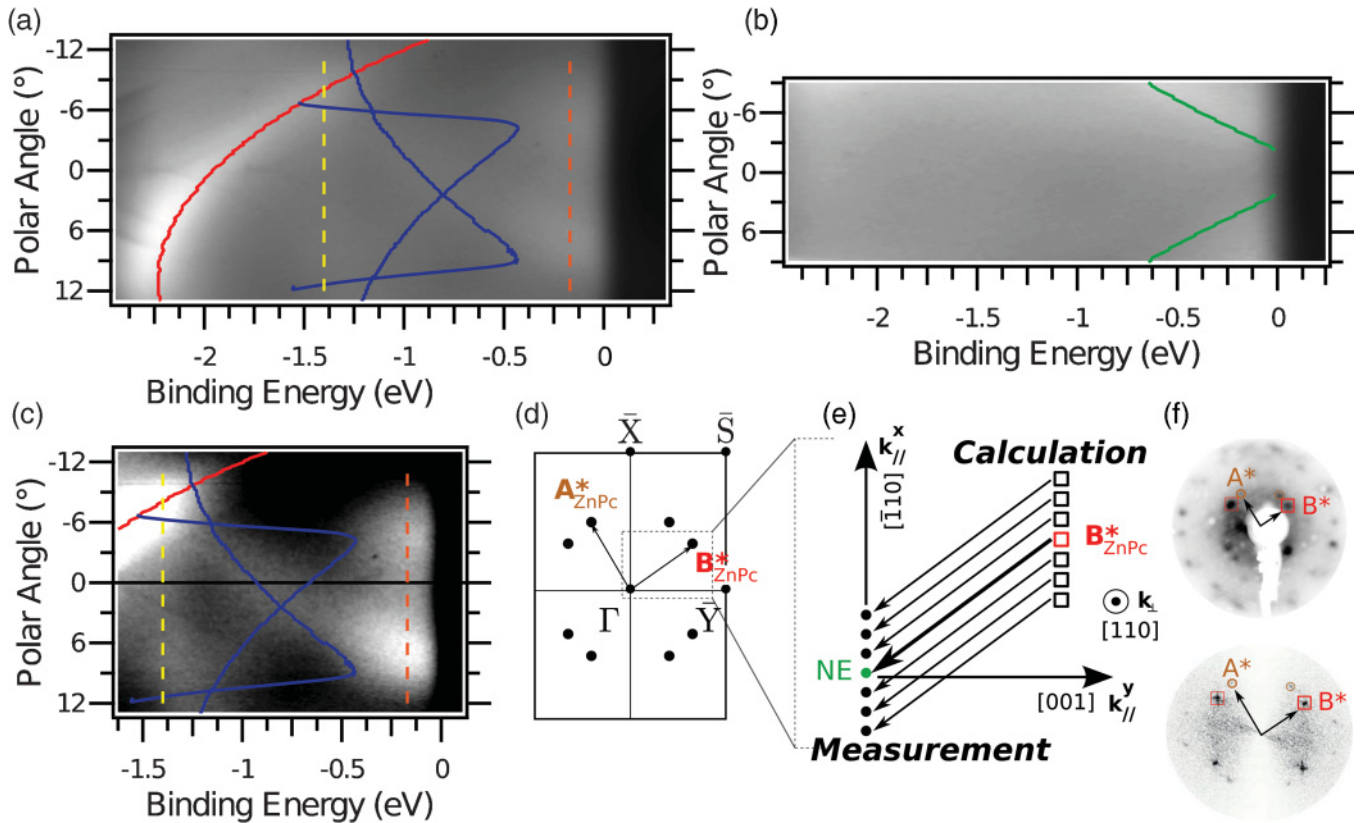 (a)
-12
-6
0
6
12
Polar Angle (°)
-2
-1.5
-1
-0.5
0
Binding Energy (eV)
(b)
-6
0
6
Polar Angle (°)
-2
-1.5
-1
-0.5
0
Binding Energy (eV)
(c)
-12
-6
0
6
12
Polar Angle (°)
-1.5
-1
-0.5
0
Binding Energy (eV)
(d)
X̄
S̄
A*ZnPc
B*ZnPc
Γ
Ȳ
(e)
k//x
[1̄10]
Calculation
B*ZnPc
k⊥
[110]
NE
[001]
k//y
Measurement
(f)
A*
B*
A*
B*